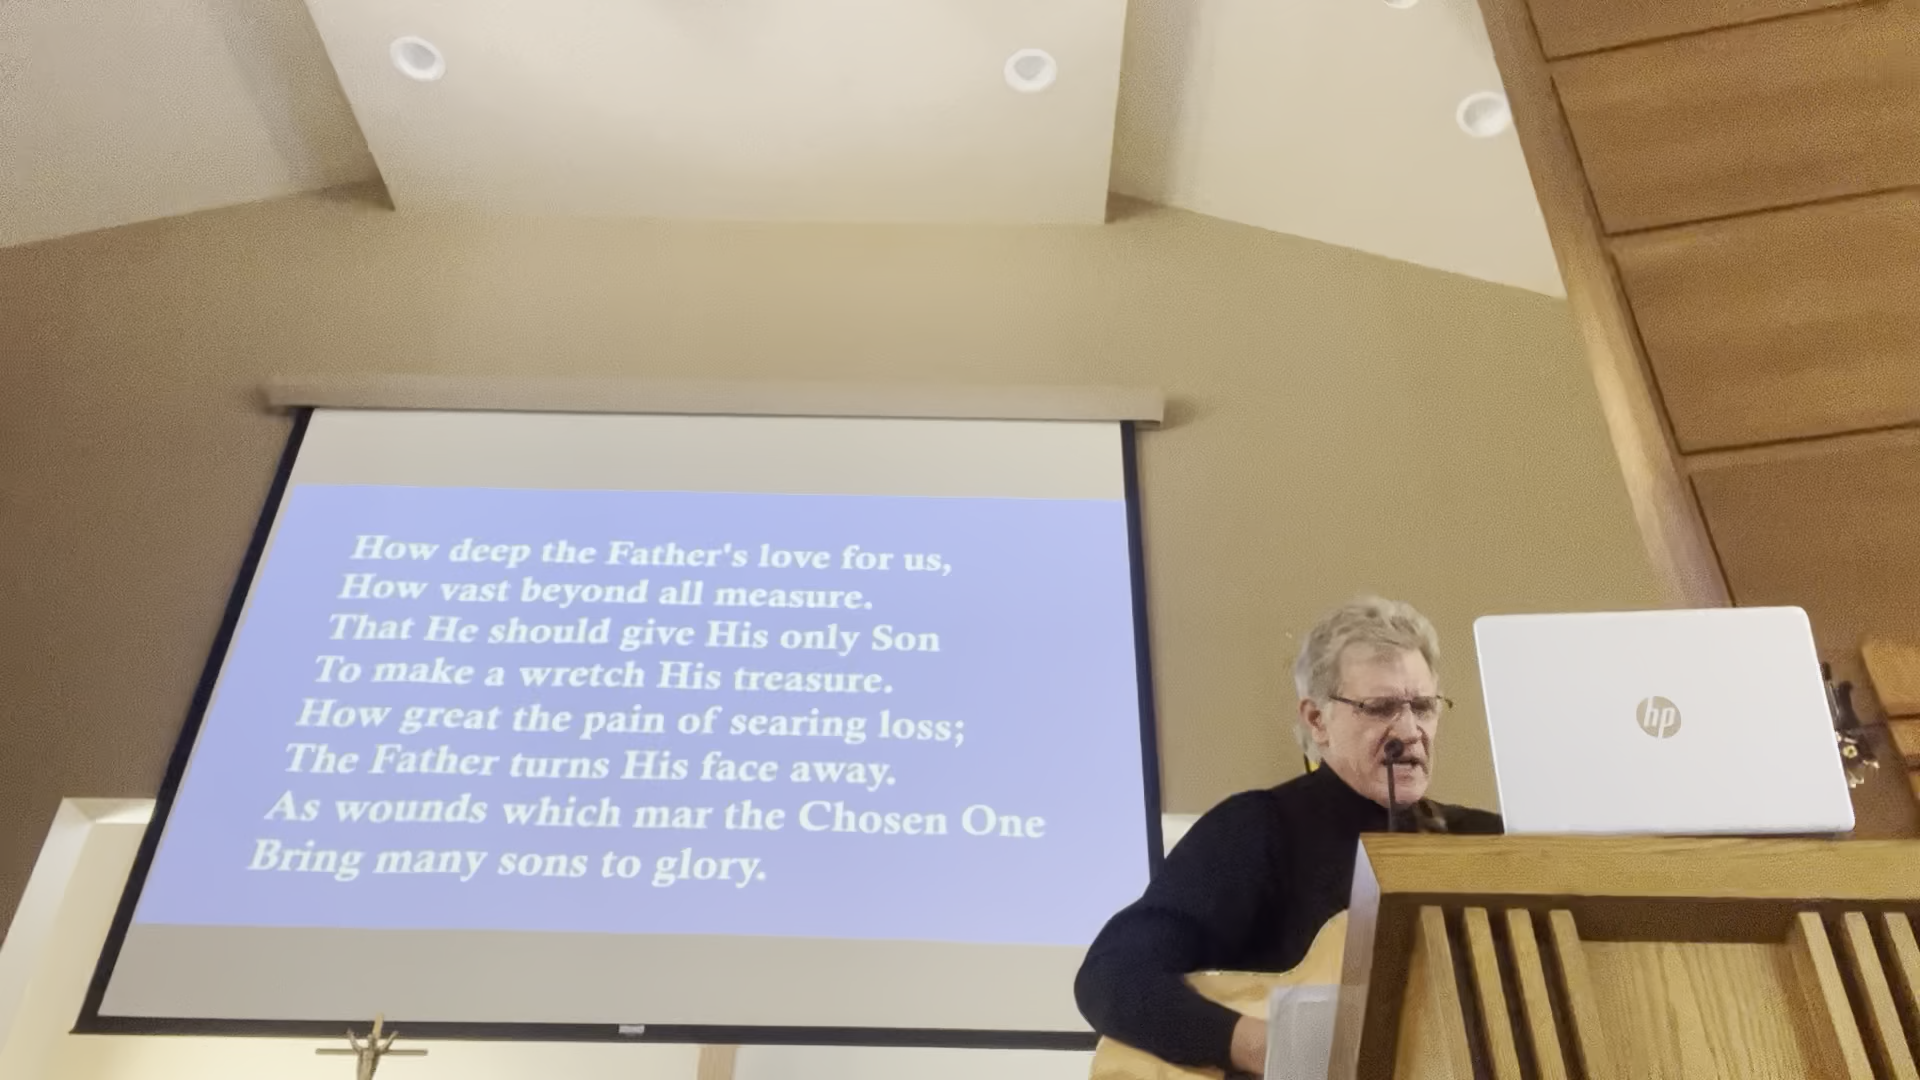 How deep the Father's love for us,
How vast beyond all measure.
That He should give His only Son
To make a wretch His treasure.
How great the pain of searing loss;
The Father turns His face away.
As wounds which mar the Chosen One
Bring many sons to glory.
hp